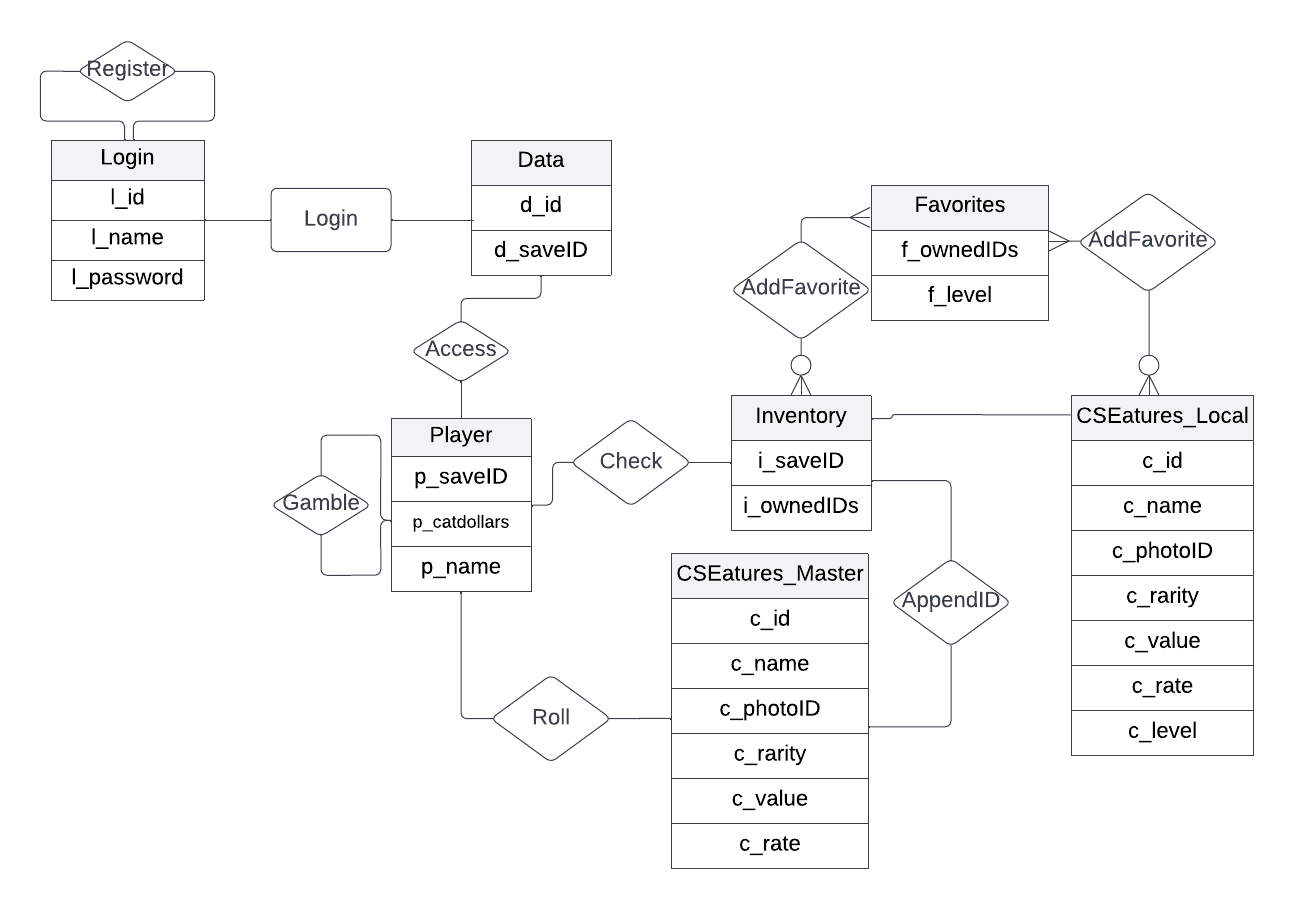 Register
Login
l_id
l_name
l_password
Login
Data
d_id
d_saveID
Access
Favorites
f_ownedIDs
f_level
AddFavorite
AddFavorite
Player
p_saveID
p_catdollars
p_name
Gamble
Check
Inventory
i_saveID
i_ownedIDs
CSEatures_Local
c_id
c_name
c_photoID
c_rarity
c_value
c_rate
c_level
CSEatures_Master
c_id
c_name
c_photoID
c_rarity
c_value
c_rate
AppendID
Roll